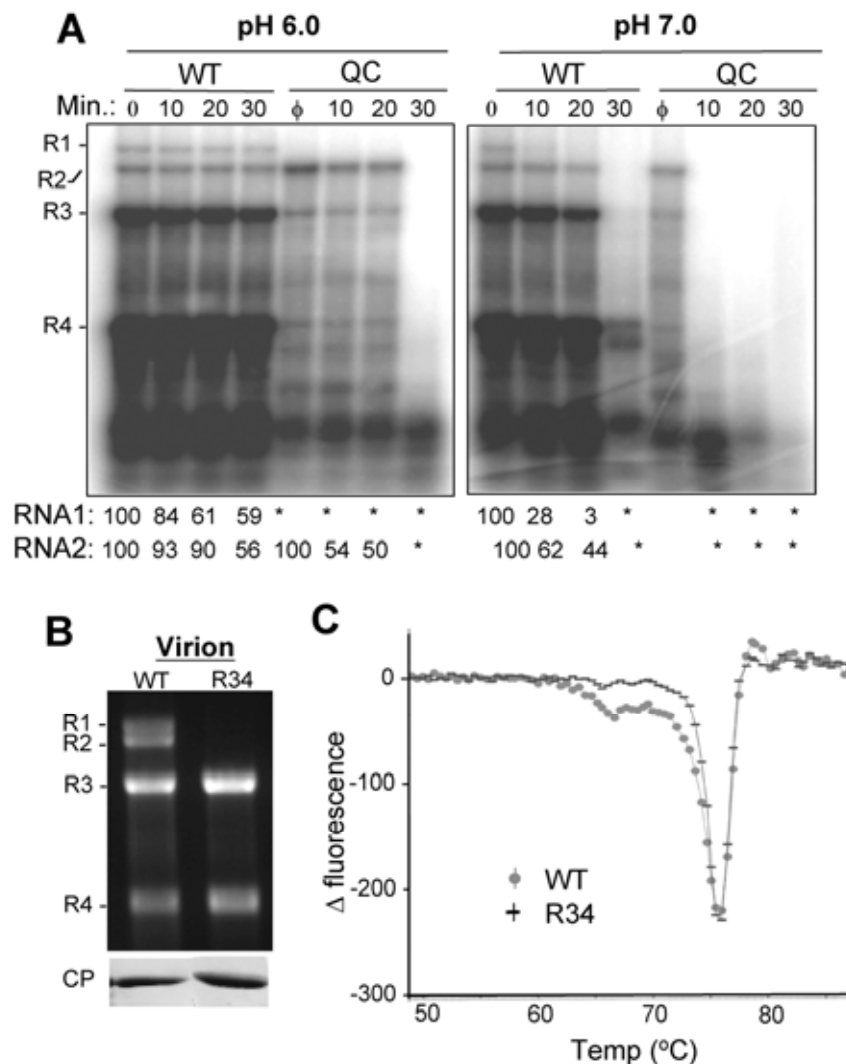 A
pH 6.0 pH 7.0
WT QC WT QC
Min.: 0 10 20 30 ϕ 10 20 30 0 10 20 30 ϕ 10 20 30
R1
R2
R3
R4
RNA1: 100 84 61 59 * * * * 100 28 3 * * * *
RNA2: 100 93 90 56 100 54 50 * 100 62 44 * * * *
B
Virion
WT R34
R1
R2
R3
R4
CP
C
0
-100
-200
-300
Δ fluorescence
WT
R34
50 60 70 80
Temp (ºC)